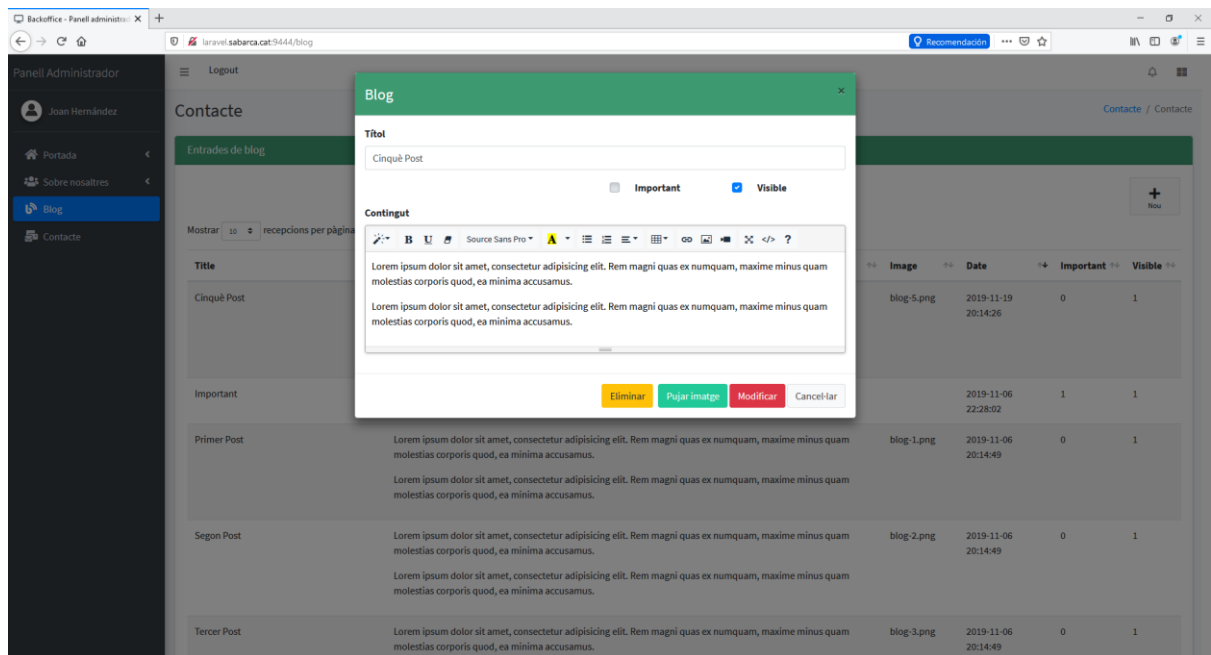 Backoffice - Panell administrad
laravel.sabarca.cat:9444/blog
Recomendación
Panell Administrador
Logout
Joan Hernández
Contacte
Contacte / Contacte
Portada
Sobre nosaltres
Blog
Contacte
Entrades de blog
Nou
Mostrar 10 recepcions per pàgina
Title Image Date Important Visible
Cinquè Post blog-5.png 2019-11-19 0 1
20:14:26
Important 2019-11-06 1 1
22:28:02
Primer Post Lorem ipsum dolor sit amet, consectetur adipisicing elit. Rem magni quas ex numquam, maxime minus quam blog-1.png 2019-11-06 0 1
molestias corporis quod, ea minima accusamus. 20:14:49
Lorem ipsum dolor sit amet, consectetur adipisicing elit. Rem magni quas ex numquam, maxime minus quam
molestias corporis quod, ea minima accusamus.
Segon Post Lorem ipsum dolor sit amet, consectetur adipisicing elit. Rem magni quas ex numquam, maxime minus quam blog-2.png 2019-11-06 0 1
molestias corporis quod, ea minima accusamus. 20:14:49
Lorem ipsum dolor sit amet, consectetur adipisicing elit. Rem magni quas ex numquam, maxime minus quam
molestias corporis quod, ea minima accusamus.
Tercer Post Lorem ipsum dolor sit amet, consectetur adipisicing elit. Rem magni quas ex numquam, maxime minus quam blog-3.png 2019-11-06 0 1
molestias corporis quod, ea minima accusamus. 20:14:49
Blog
Títol
Cinquè Post
Important Visible
Contingut
B U Source Sans Pro A </> ?
Lorem ipsum dolor sit amet, consectetur adipisicing elit. Rem magni quas ex numquam, maxime minus quam
molestias corporis quod, ea minima accusamus.
Lorem ipsum dolor sit amet, consectetur adipisicing elit. Rem magni quas ex numquam, maxime minus quam
molestias corporis quod, ea minima accusamus.
Eliminar Pujar imatge Modificar Cancel·lar